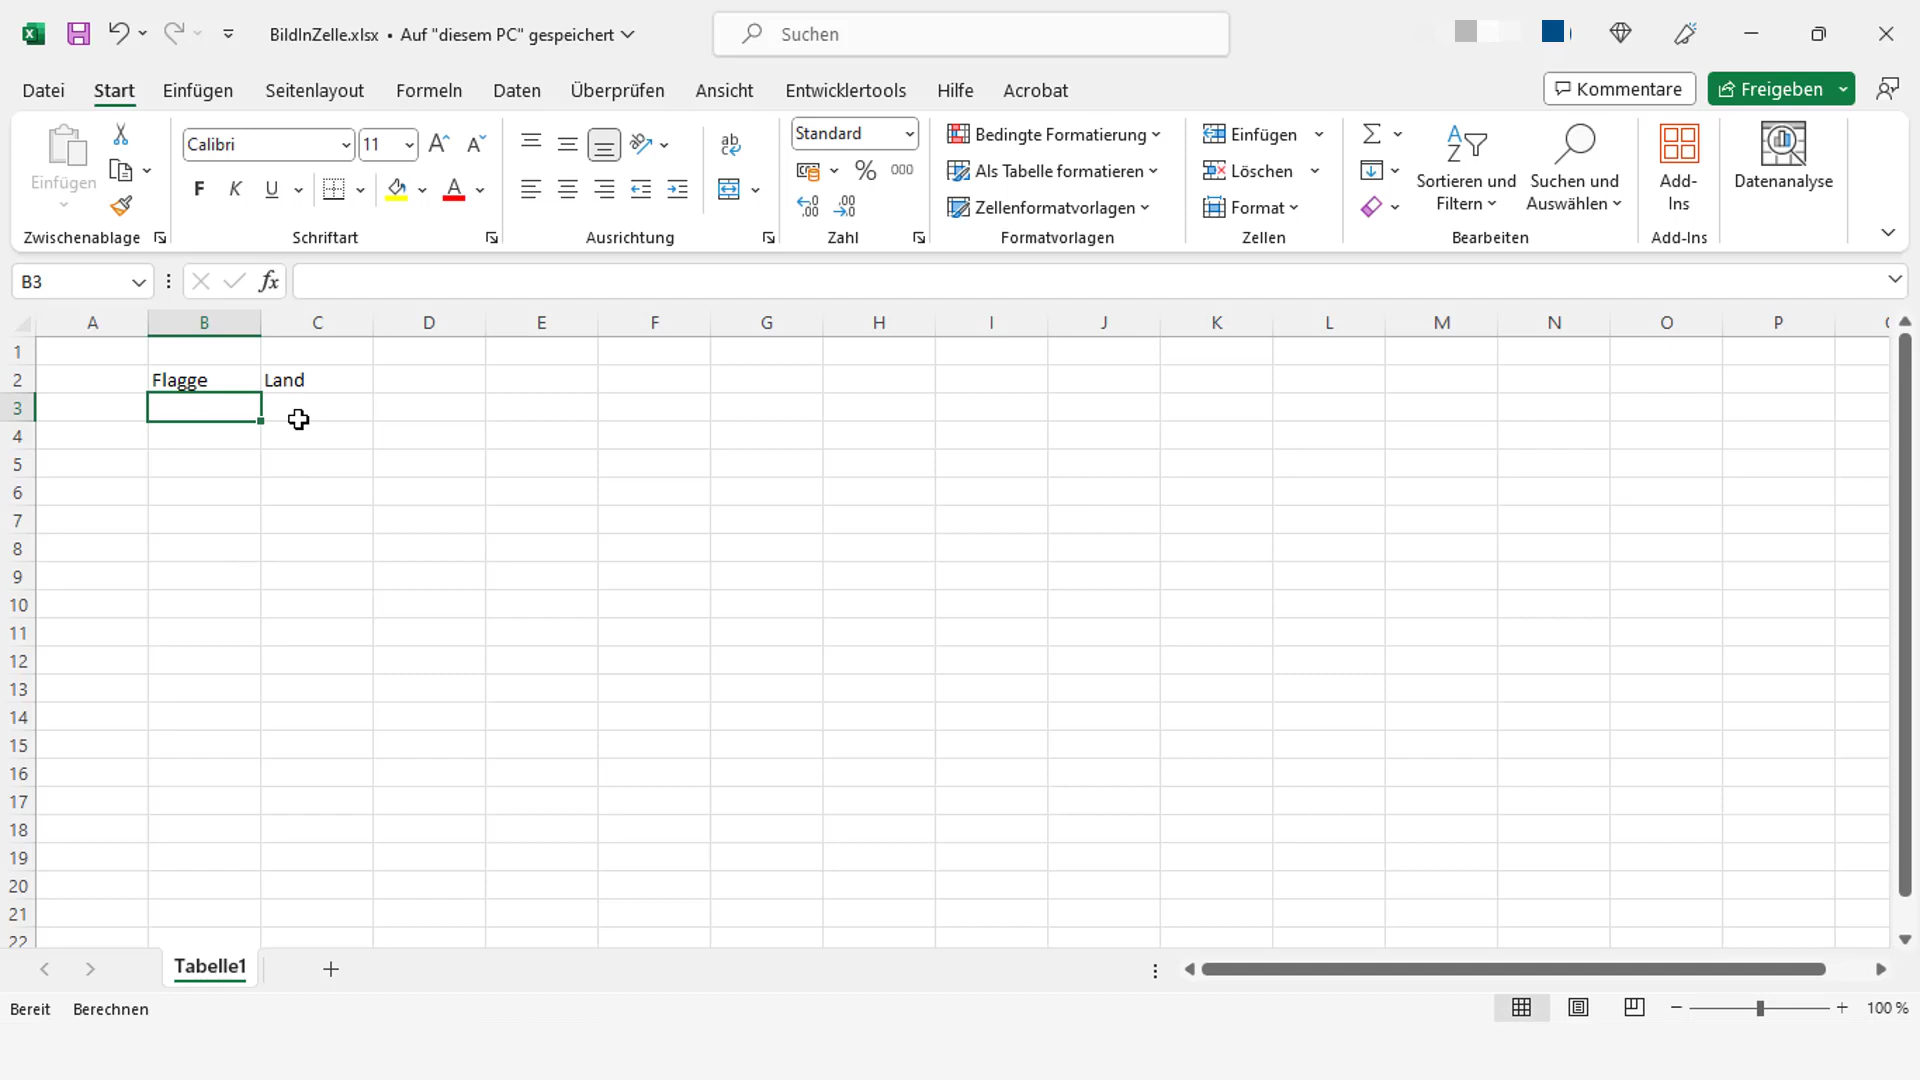 BildInZelle.xlsx • Auf "diesem PC" gespeichert
Suchen
Datei Start Einfügen Seitenlayout Formeln Daten Überprüfen Ansicht Entwicklertools Hilfe Acrobat
Kommentare Freigeben
Einfügen
Zwischenablage
Calibri 11
F K U A
Schriftart
ab c
Ausrichtung
Standard
% 000
Zahl
Bedingte Formatierung
Als Tabelle formatieren
Zellenformatvorlagen
Formatvorlagen
Einfügen
Löschen
Format
Zellen
Sortieren und Filtern
Suchen und Auswählen
Bearbeiten
Add-Ins
Add-Ins
Datenanalyse
B3 fx
A B C D E F G H I J K L M N O P
1
2 Flagge Land
3
4
5
6
7
8
9
10
11
12
13
14
15
16
17
18
19
20
21
22
Tabelle1
Bereit Berechnen
100 %